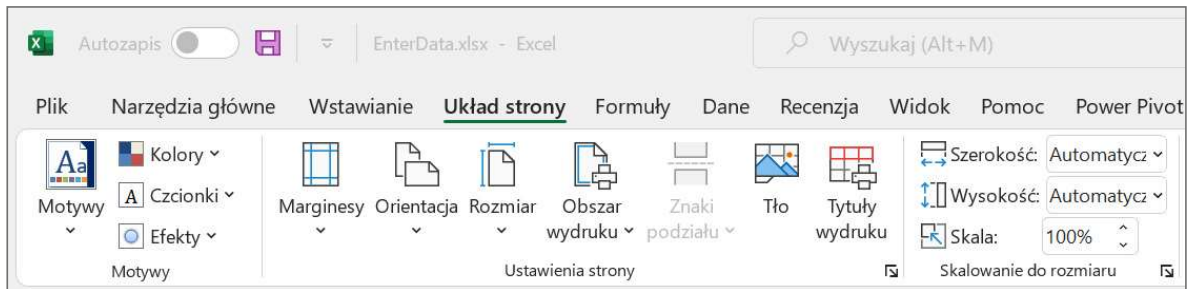 Autozapis EnterData.xlsx - Excel Wyszukaj (Alt+M)
Plik Narzędzia główne Wstawianie Układ strony Formuły Dane Recenzja Widok Pomoc Power Pivot
Aa Kolory Szerokość: Automatycz
A Czcionki Wysokość: Automatycz
Motywy Marginesy Orientacja Rozmiar Obszar wydruku Znaki podziału Tło Tytuły wydruku
Efekty Skala: 100%
Motywy Ustawienia strony Skalowanie do rozmiaru